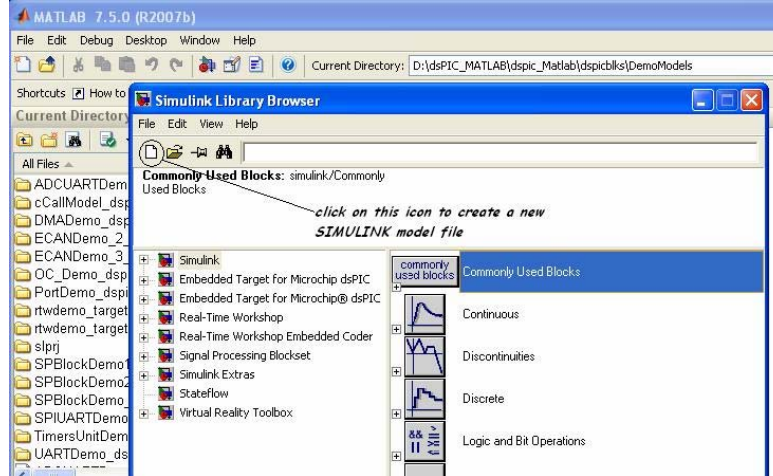 MATLAB 7.5.0 (R2007b)
File Edit Debug Desktop Window Help
Current Directory: D:\dsPIC_MATLAB\dspic_Matlab\dspicblks\DemoModels
Shortcuts How to
Current Directory
All Files
ADCUARTDem
cCallModel_dsp
DMADemo_dsp
ECANDemo_2_
ECANDemo_3_
OC_Demo_dsp
PortDemo_dspi
rtwdemo_target
rtwdemo_target
slprj
SPBlockDemo1
SPBlockDemo2
SPBlockDemo_
SPIUARTDemo
TimersUnitDem
UARTDemo_ds
Simulink Library Browser
File Edit View Help
Commonly Used Blocks: simulink/Commonly
Used Blocks
click on this icon to create a new
SIMULINK model file
Simulink
Embedded Target for Microchip dsPIC
Embedded Target for Microchip® dsPIC
Real-Time Workshop
Real-Time Workshop Embedded Coder
Signal Processing Blockset
Simulink Extras
Stateflow
Virtual Reality Toolbox
commonly
used blocks
Commonly Used Blocks
Continuous
Discontinuities
Discrete
Logic and Bit Operations